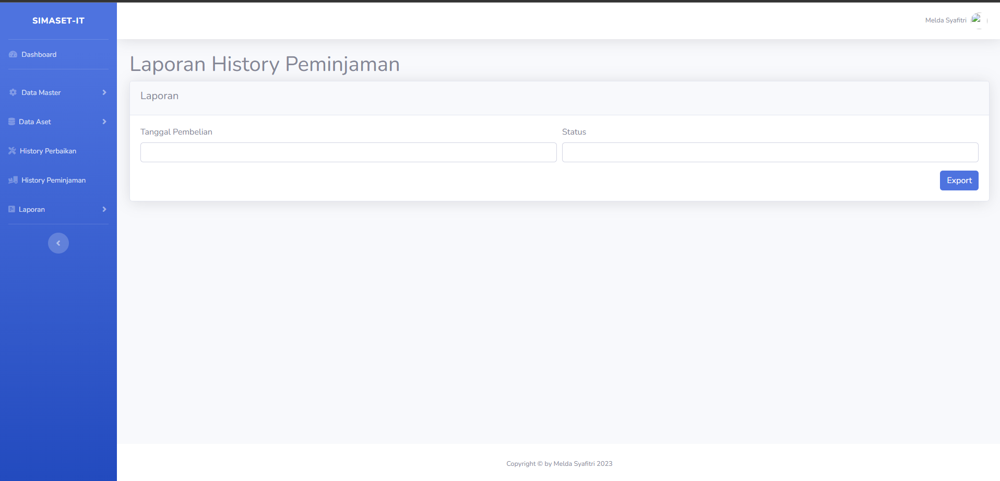 SIMASET-IT
Melda Syafitri
Dashboard
Data Master
Data Aset
History Perbaikan
History Peminjaman
Laporan
Laporan History Peminjaman
Laporan
Tanggal Pembelian
Status
Export
Copyright © by Melda Syafitri 2023